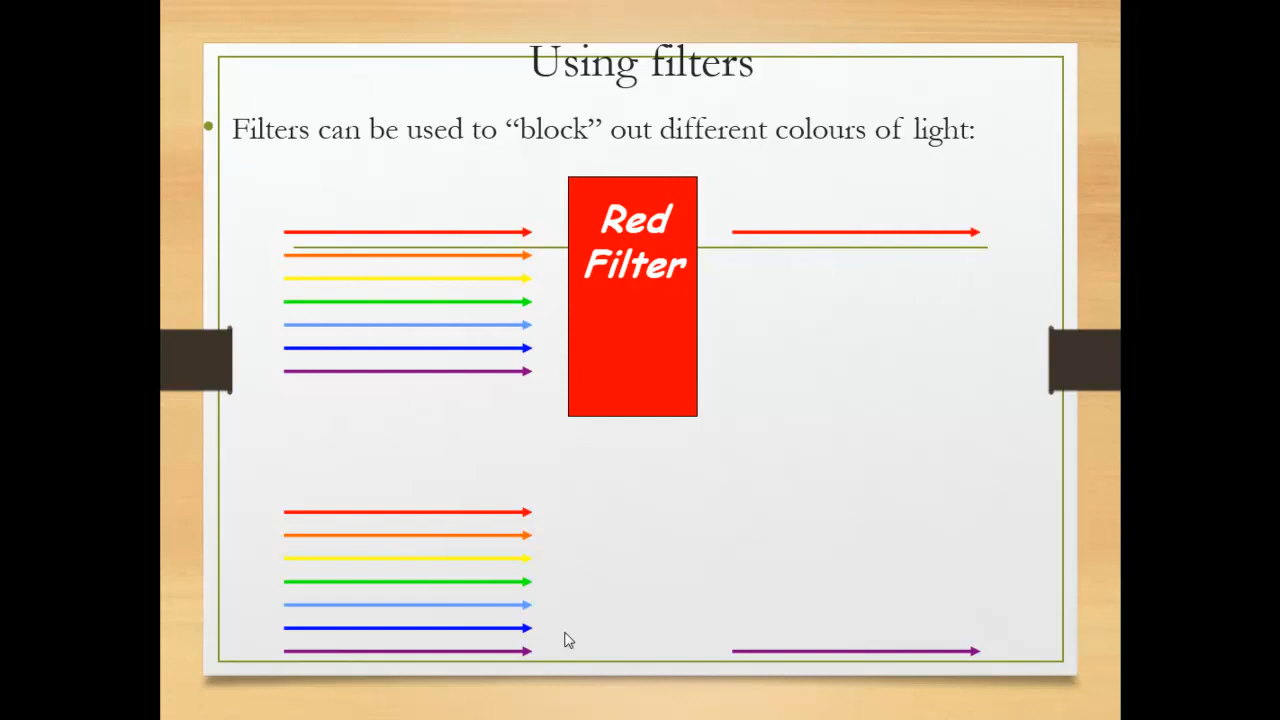 Using filters
Filters can be used to “block” out different colours of light:
Red
Filter